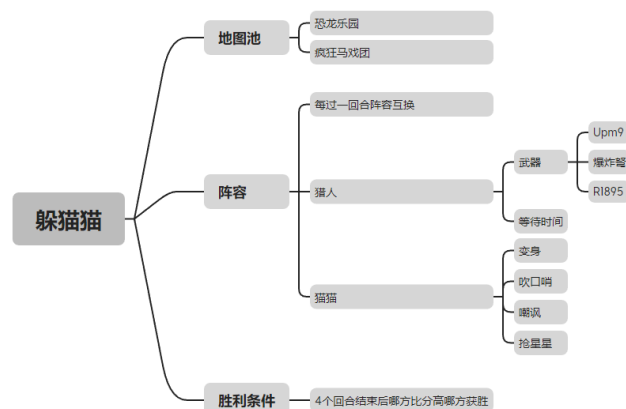 躲猫猫
地图池
恐龙乐园
疯狂马戏团
阵容
每过一回合阵容互换
猎人
武器
Upm9
爆炸弩
R1895
等待时间
猫猫
变身
吹口哨
嘲讽
抢星星
胜利条件
4个回合结束后哪方比分高哪方获胜